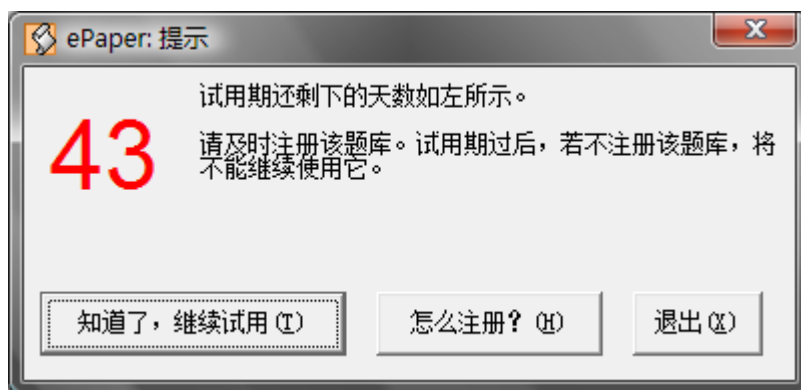 ePaper: 提示
试用期还剩下的天数如左所示。
43
请及时注册该题库。试用期过后，若不注册该题库，将
不能继续使用它。
知道了，继续试用(T)
怎么注册？(H)
退出(X)